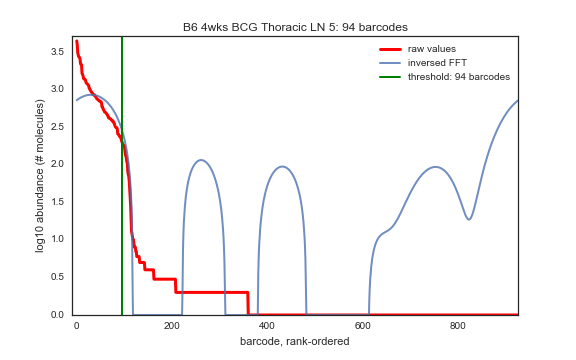 B6 4wks BCG Thoracic LN 5: 94 barcodes
raw values
inversed FFT
threshold: 94 barcodes
log10 abundance (# molecules)
3.5
3.0
2.5
2.0
1.5
1.0
0.5
0.0
0 200 400 600 800
barcode, rank-ordered